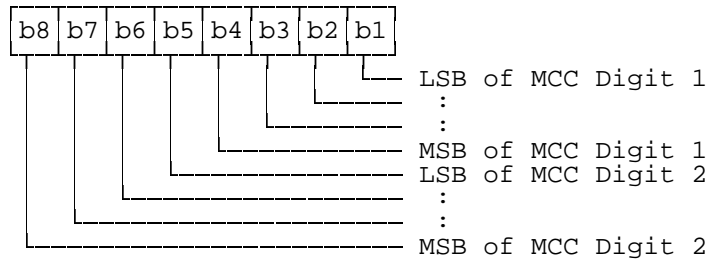 b8 b7 b6 b5 b4 b3 b2 b1
LSB of MCC Digit 1
:
:
MSB of MCC Digit 1
LSB of MCC Digit 2
:
:
MSB of MCC Digit 2